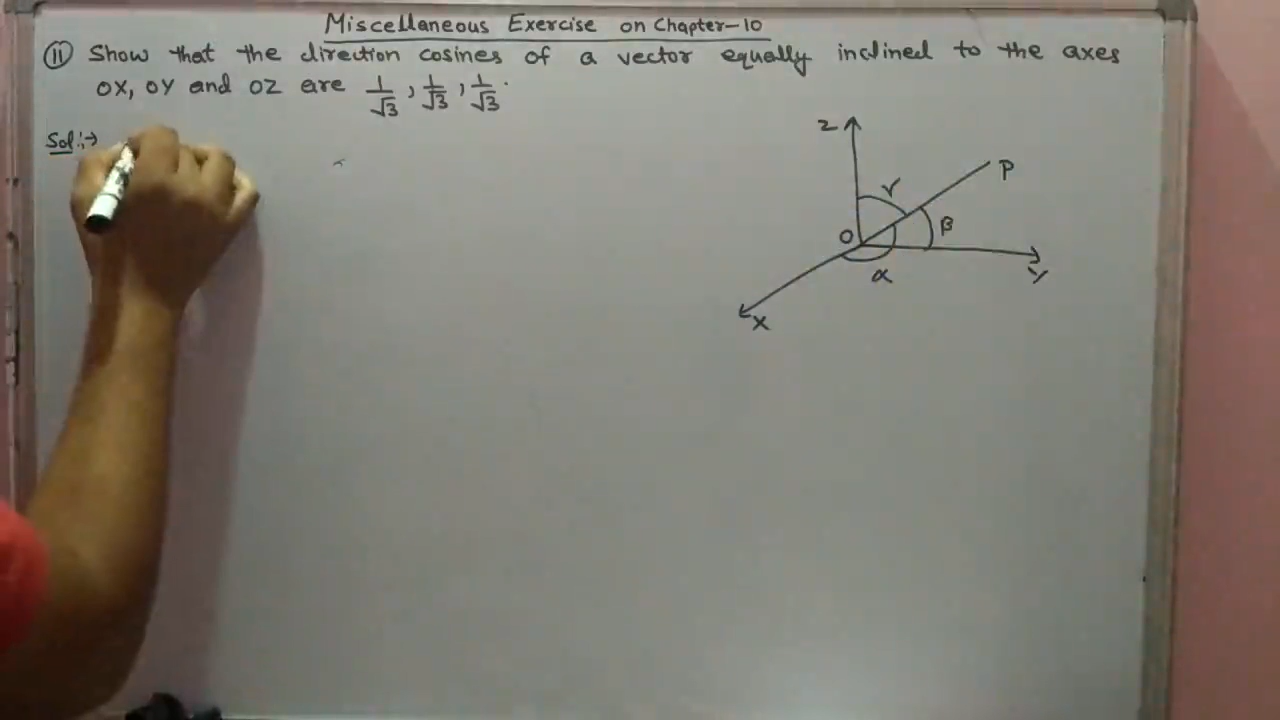 Miscellaneous Exercise on Chapter-10
⑪ Show that the direction cosines of a vector equally inclined to the axes
OX, OY and OZ are 1/√3, 1/√3, 1/√3.
Sol:→
Z
P
γ
O
β
α
Y
X